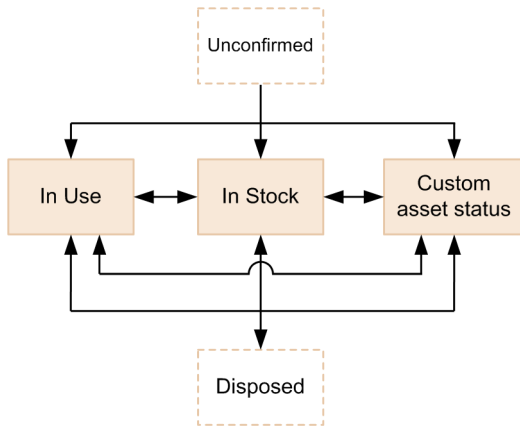 Unconfirmed
In Use
In Stock
Custom
asset status
Disposed